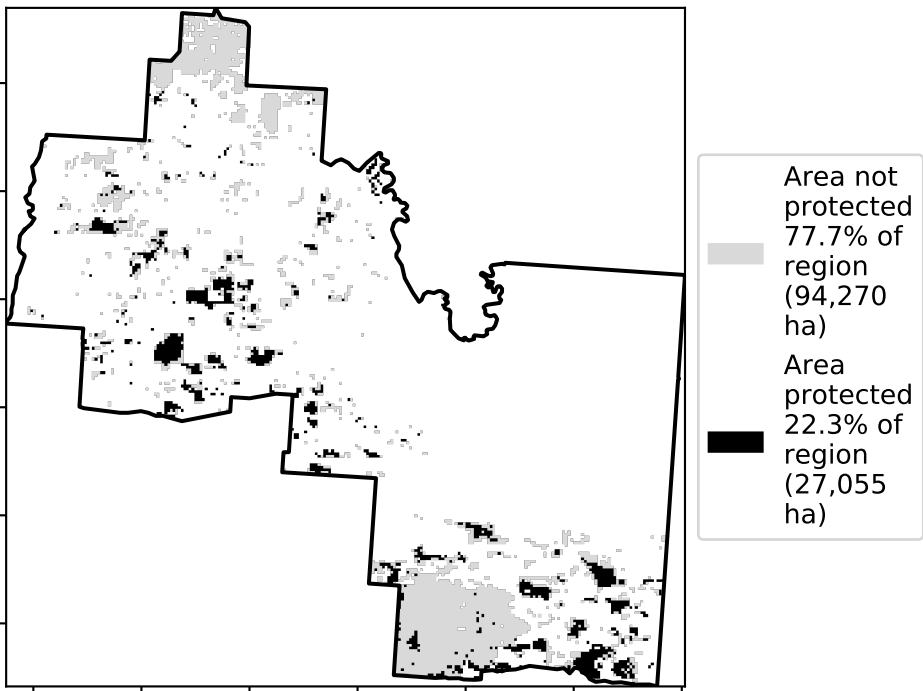 Area not
protected
77.7% of
region
(94,270
ha)
Area
protected
22.3% of
region
(27,055
ha)